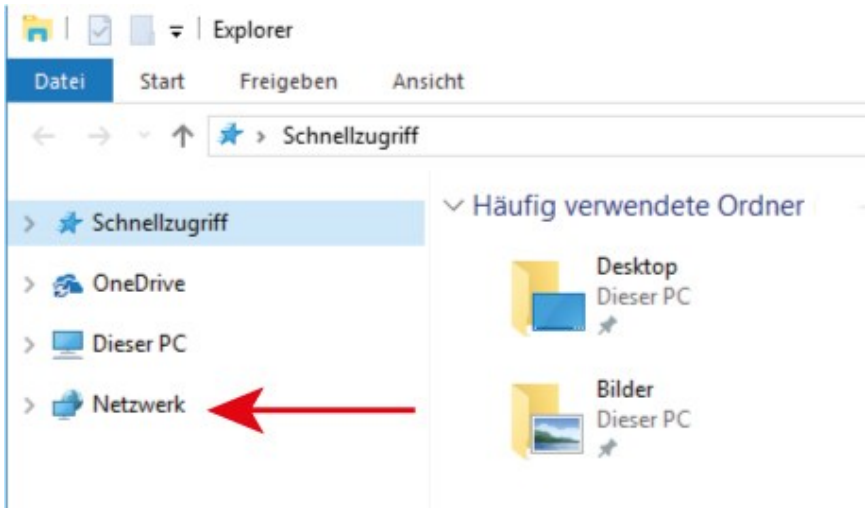 Explorer
Datei Start Freigeben Ansicht
Schnellzugriff
Schnellzugriff
OneDrive
Dieser PC
Netzwerk
Häufig verwendete Ordner
Desktop
Dieser PC
Bilder
Dieser PC